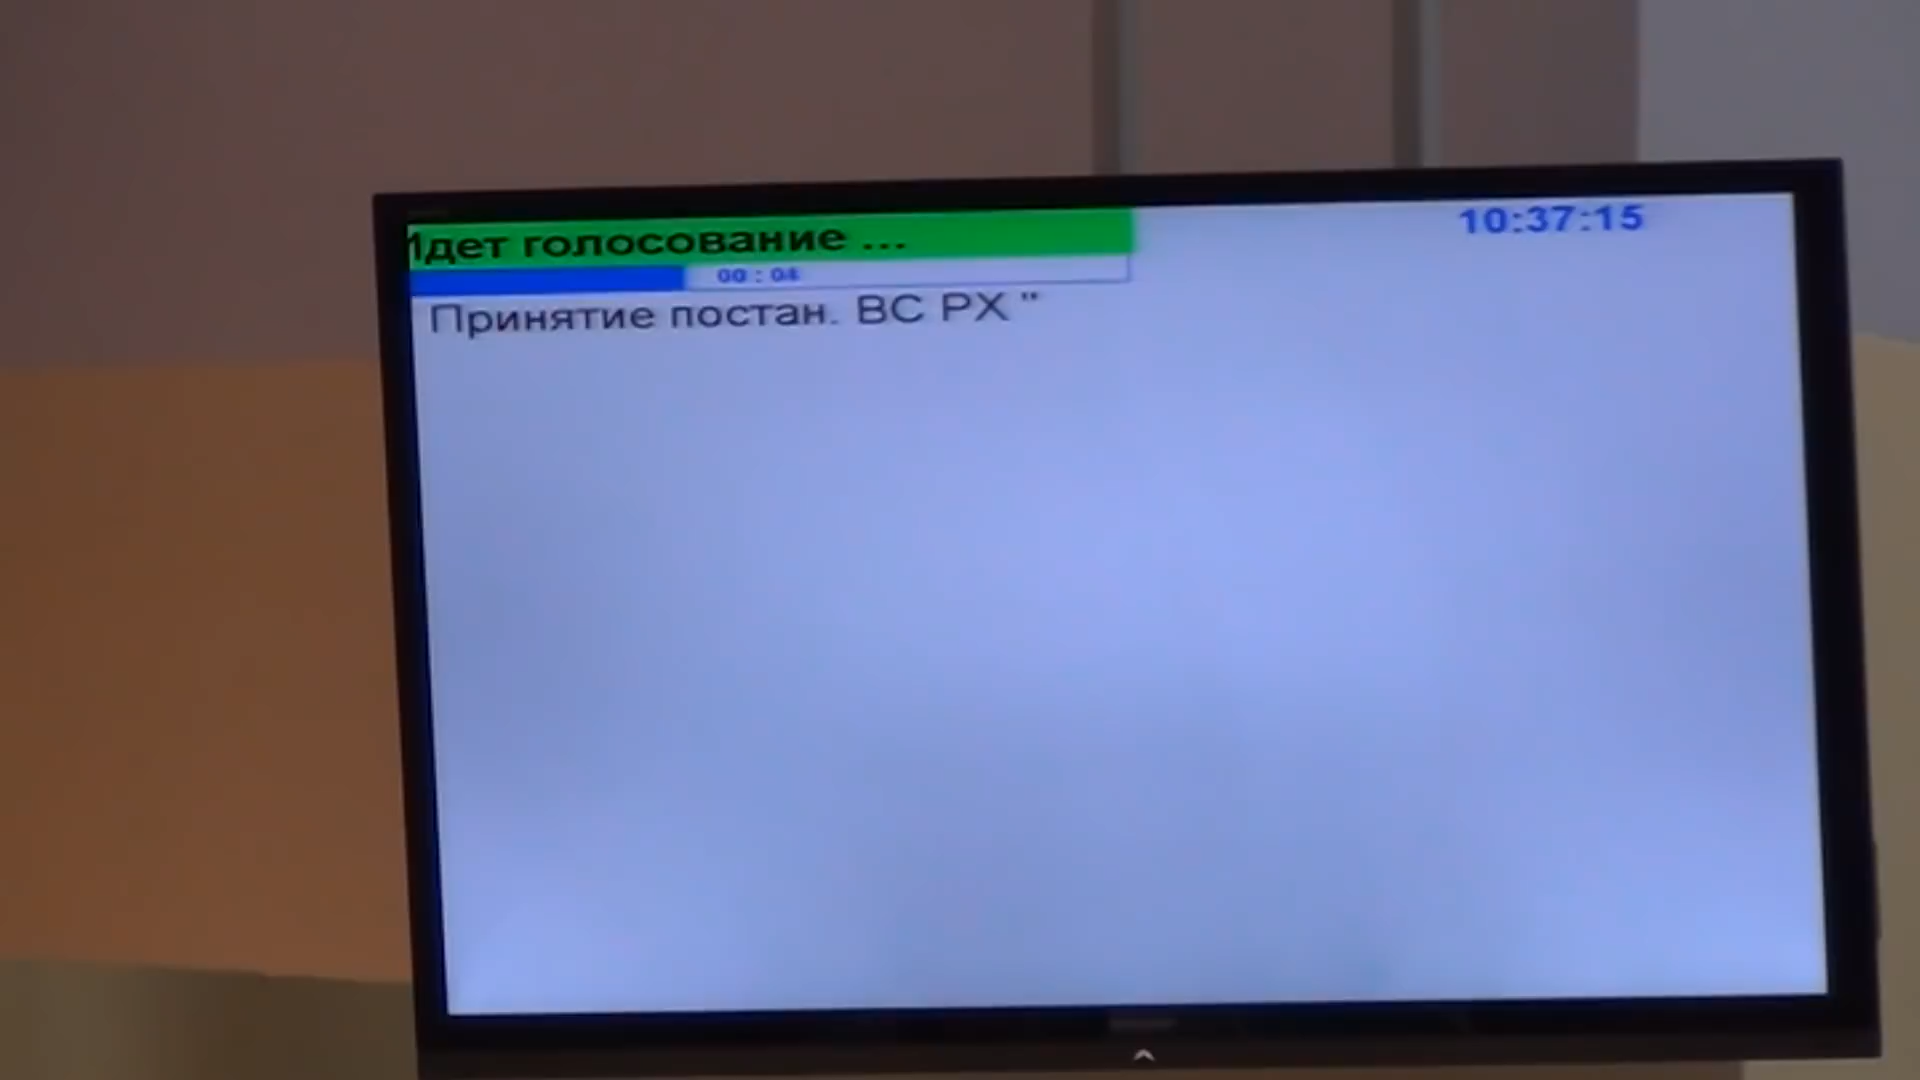 Идет голосование ...
10:37:15
00 : 04
Принятие постан. ВС РХ "